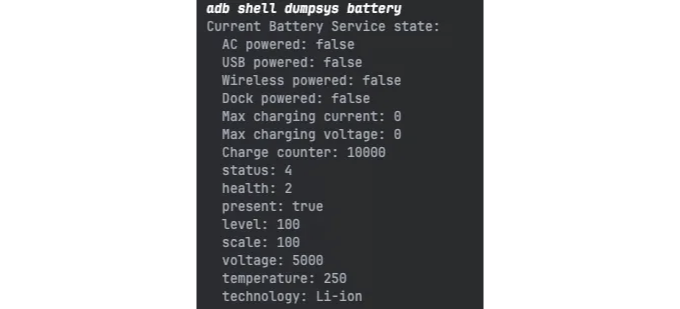 adb shell dumpsys battery
Current Battery Service state:
AC powered: false
USB powered: false
Wireless powered: false
Dock powered: false
Max charging current: 0
Max charging voltage: 0
Charge counter: 10000
status: 4
health: 2
present: true
level: 100
scale: 100
voltage: 5000
temperature: 250
technology: Li-ion